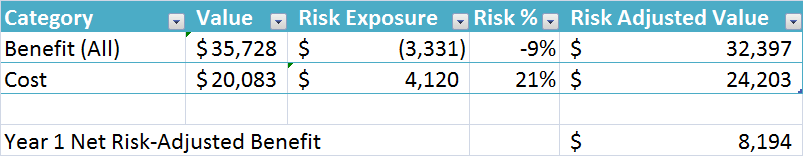 Category Value Risk Exposure Risk % Risk Adjusted Value
Benefit (All) $35,728 $ (3,331) -9% $ 32,397
Cost $20,083 $ 4,120 21% $ 24,203
Year 1 Net Risk-Adjusted Benefit $ 8,194